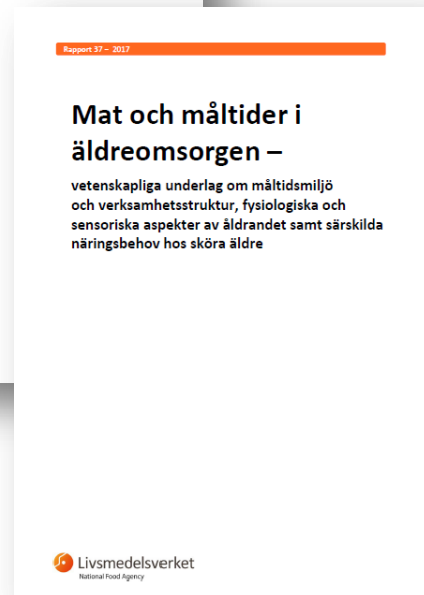 Rapport 37 – 2017
Mat och måltider i
äldreomsorgen –
vetenskapliga underlag om måltidsmiljö
och verksamhetsstruktur, fysiologiska och
sensoriska aspekter av åldrandet samt särskilda
näringsbehov hos sköra äldre
Livsmedelsverket
National Food Agency